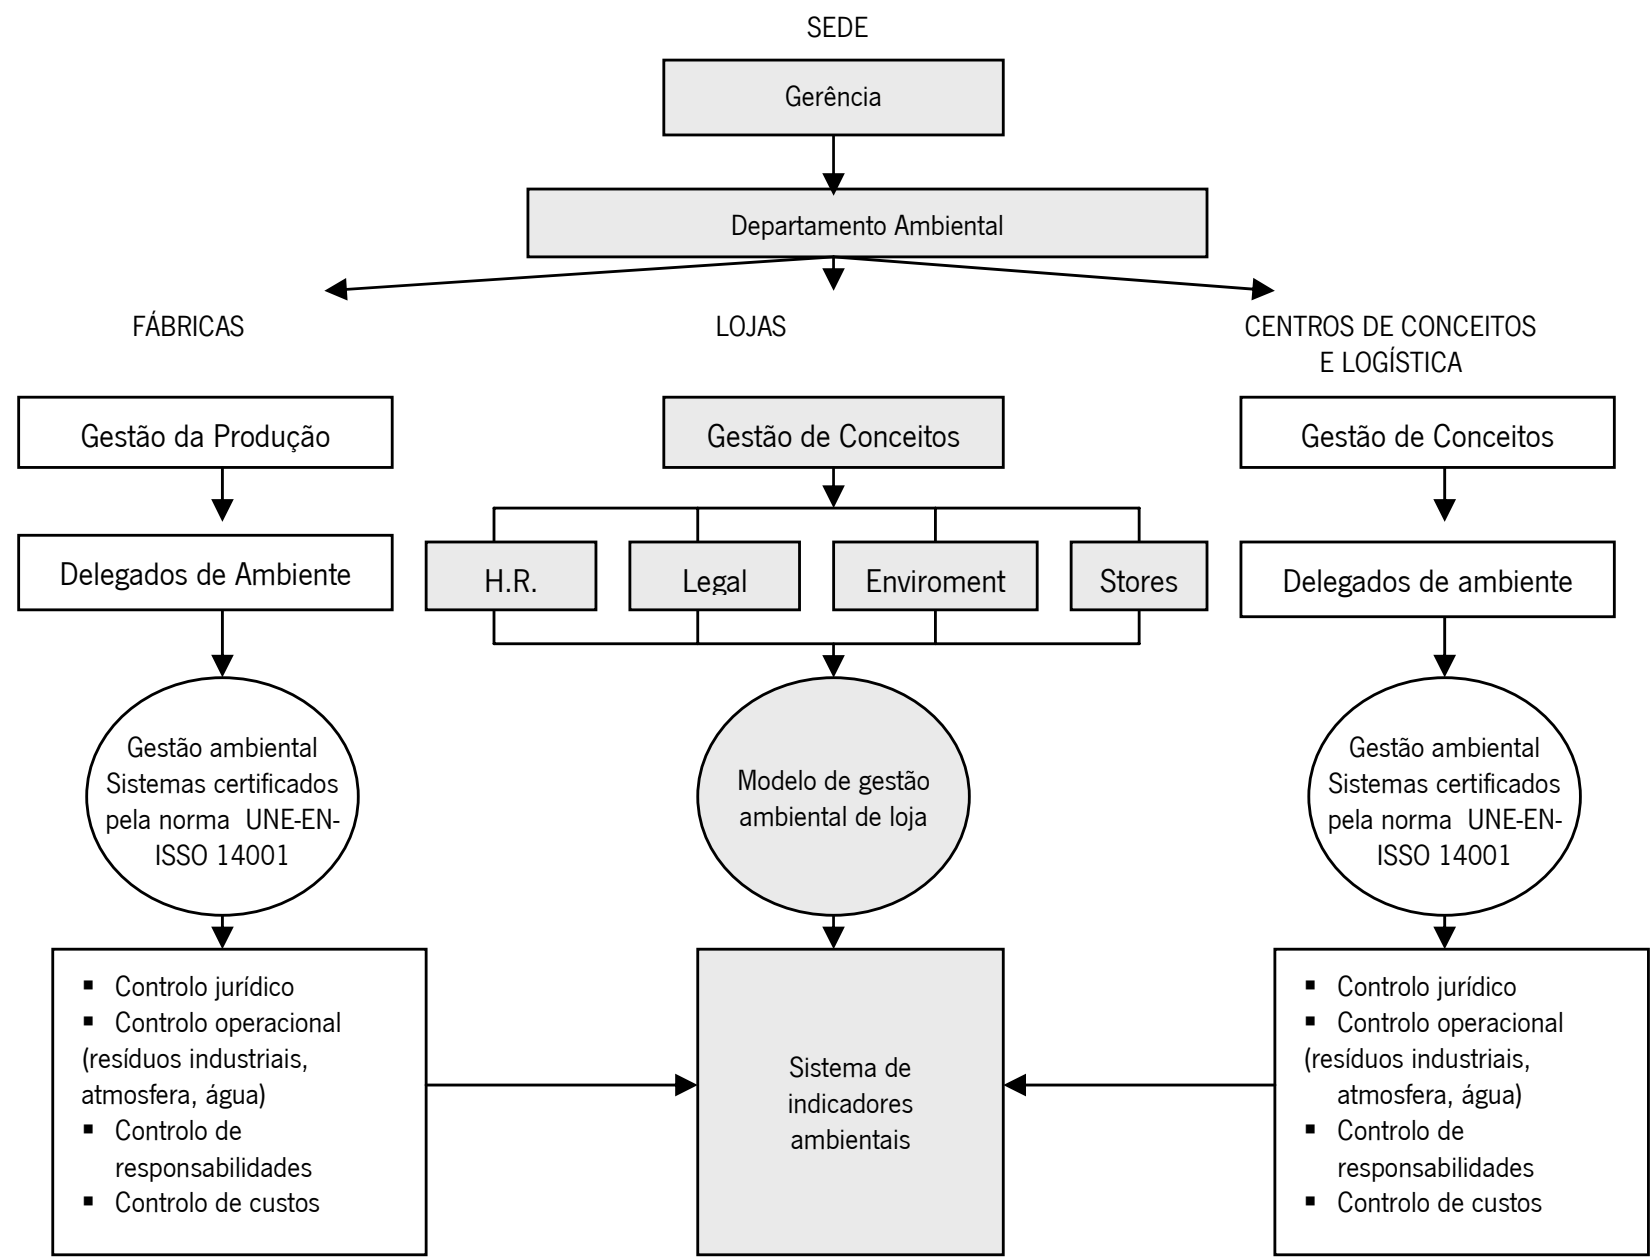 SEDE
Gerência
Departamento Ambiental
FÁBRICAS
LOJAS
CENTROS DE CONCEITOS
E LOGÍSTICA
Gestão da Produção
Gestão de Conceitos
Gestão de Conceitos
Delegados de Ambiente
H.R.
Legal
Enviroment
Stores
Delegados de ambiente
Gestão ambiental
Sistemas certificados
pela norma UNE-EN-
ISSO 14001
Modelo de gestão
ambiental de loja
Gestão ambiental
Sistemas certificados
pela norma UNE-EN-
ISSO 14001
▪ Controlo jurídico
▪ Controlo operacional
(resíduos industriais,
atmosfera, água)
▪ Controlo de
responsabilidades
▪ Controlo de custos
Sistema de
indicadores
ambientais
▪ Controlo jurídico
▪ Controlo operacional
(resíduos industriais,
atmosfera, água)
▪ Controlo de
responsabilidades
▪ Controlo de custos